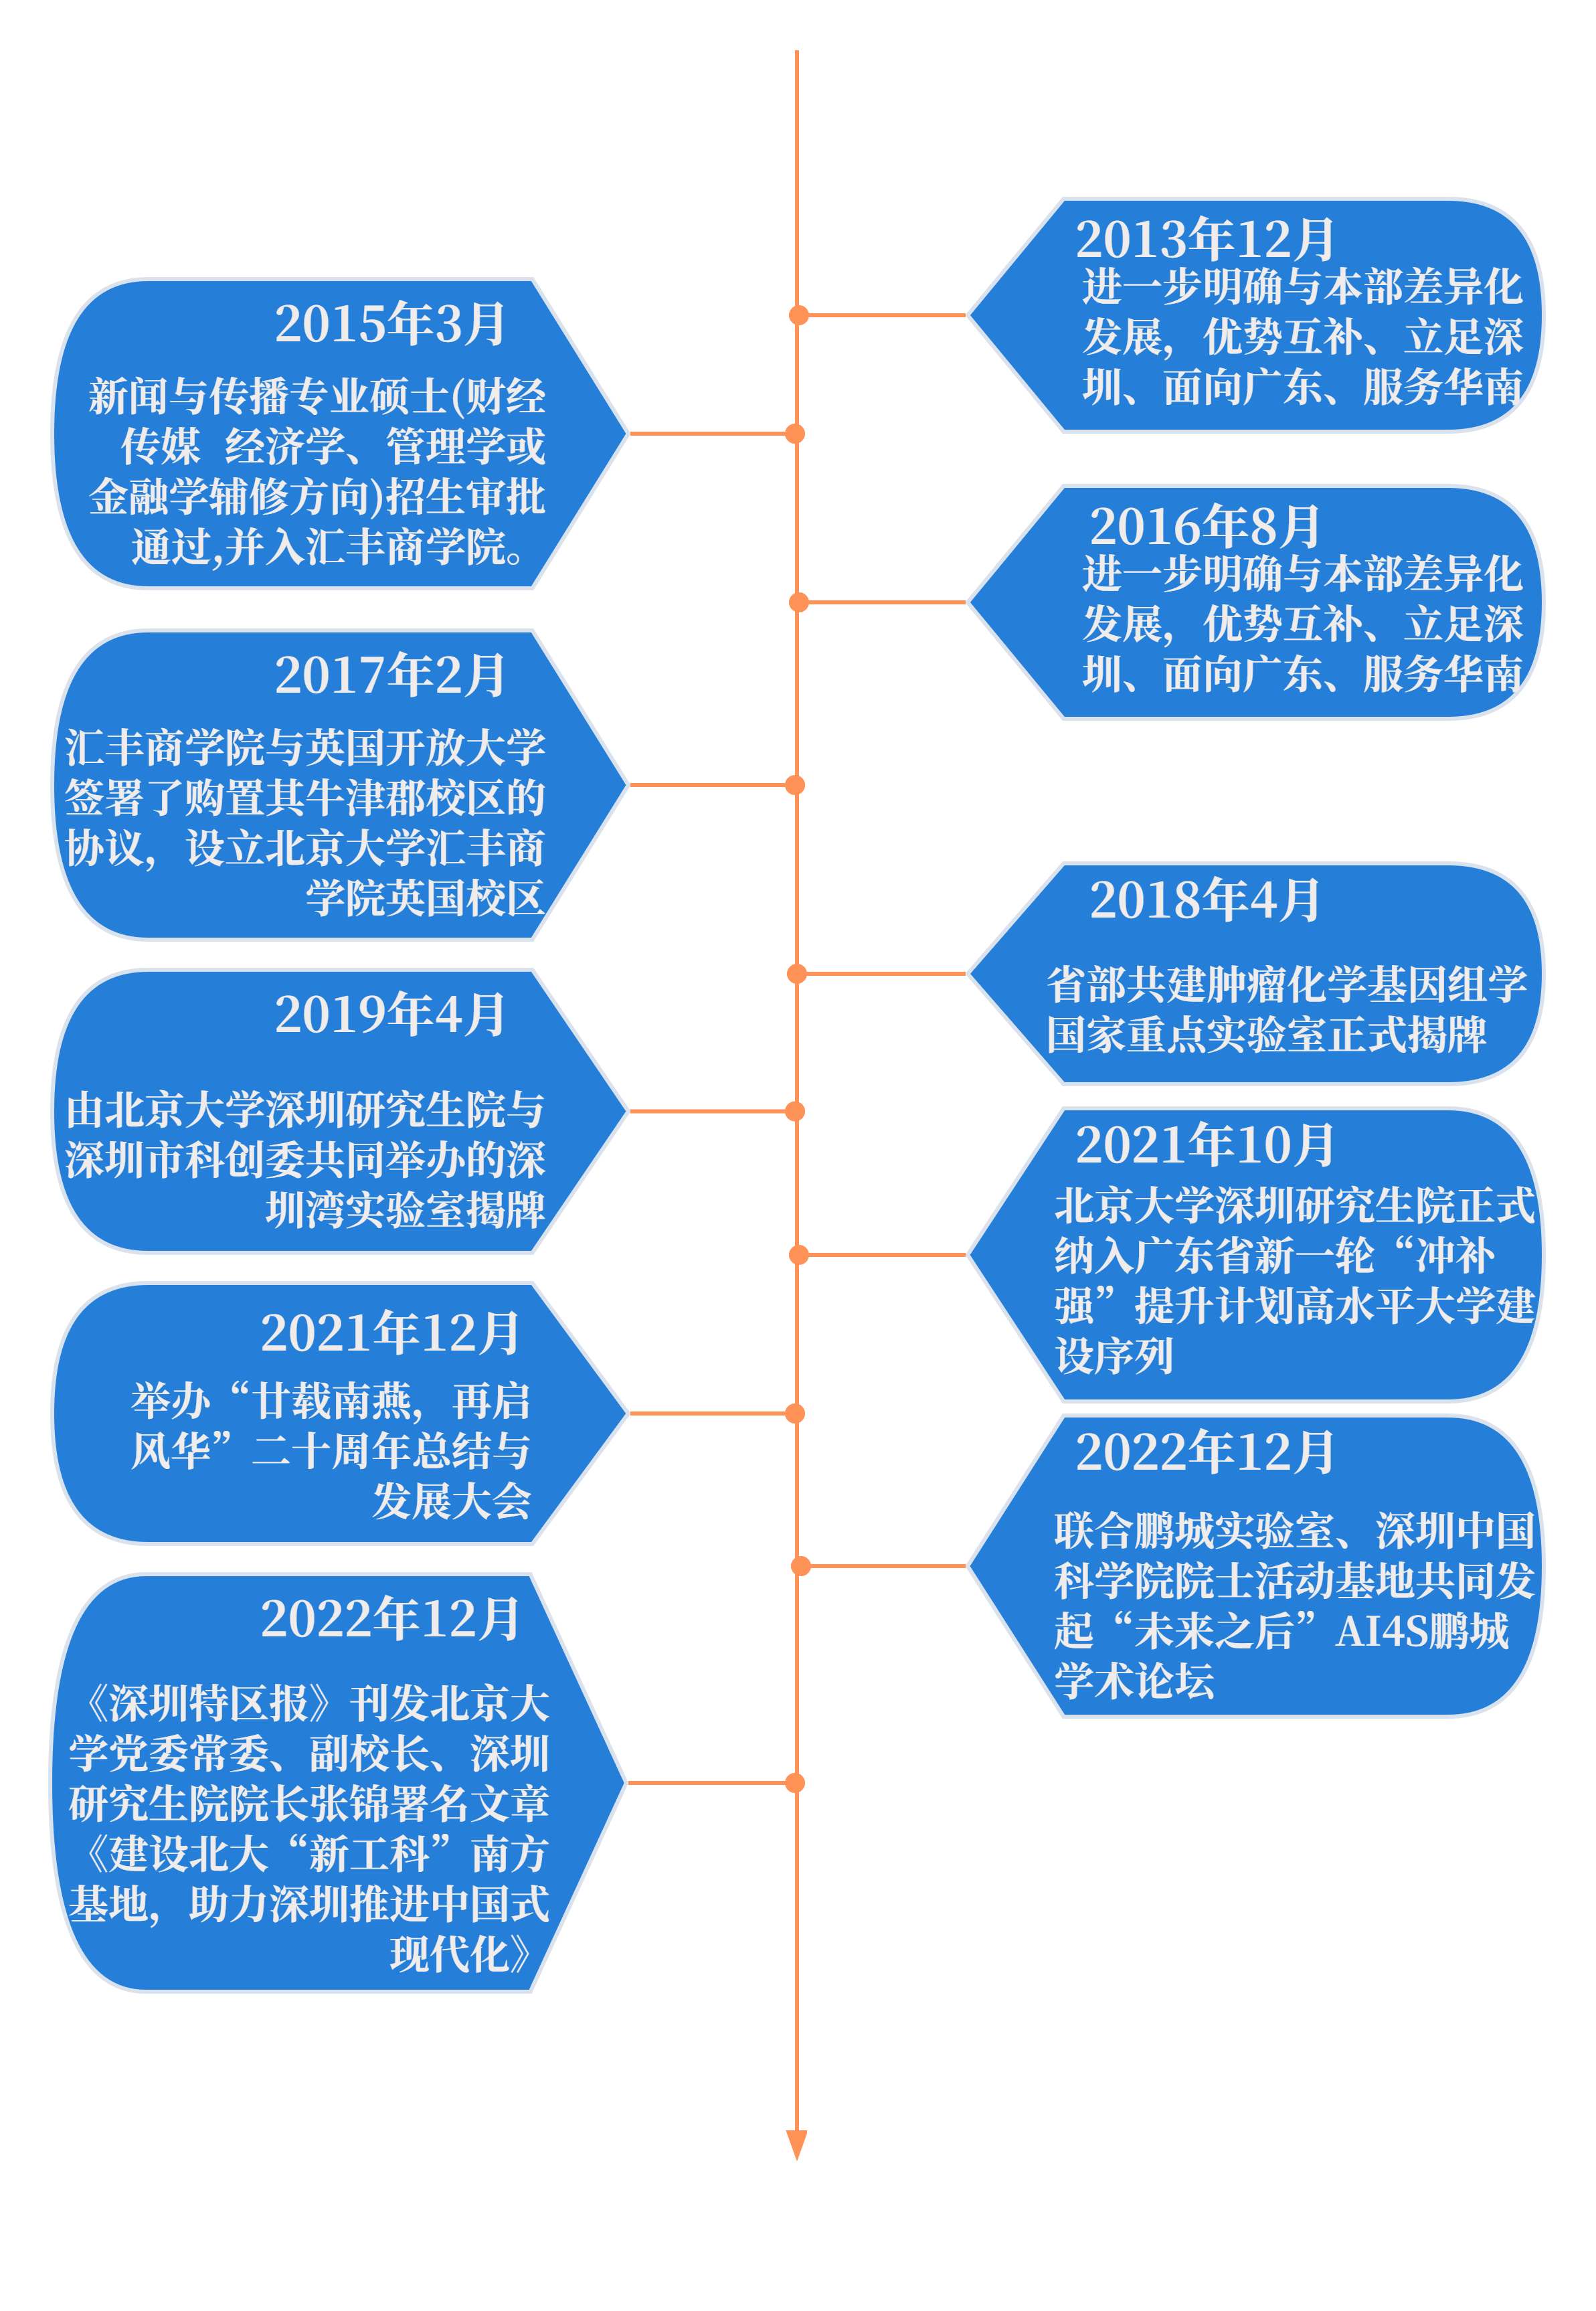 2013年12月
进一步明确与本部差异化
发展，优势互补、立足深
圳、面向广东、服务华南
2015年3月
新闻与传播专业硕士(财经
传媒 经济学、管理学或
金融学辅修方向)招生审批
通过,并入汇丰商学院。
2016年8月
进一步明确与本部差异化
发展，优势互补、立足深
圳、面向广东、服务华南
2017年2月
汇丰商学院与英国开放大学
签署了购置其牛津郡校区的
协议，设立北京大学汇丰商
学院英国校区
2018年4月
省部共建肿瘤化学基因组学
国家重点实验室正式揭牌
2019年4月
由北京大学深圳研究生院与
深圳市科创委共同举办的深
圳湾实验室揭牌
2021年10月
北京大学深圳研究生院正式
纳入广东省新一轮“冲补
强”提升计划高水平大学建
设序列
2021年12月
举办“廿载南燕，再启
风华”二十周年总结与
发展大会
2022年12月
联合鹏城实验室、深圳中国
科学院院士活动基地共同发
起“未来之后”AI4S鹏城
学术论坛
2022年12月
《深圳特区报》刊发北京大
学党委常委、副校长、深圳
研究生院院长张锦署名文章
《建设北大“新工科”南方
基地，助力深圳推进中国式
现代化》